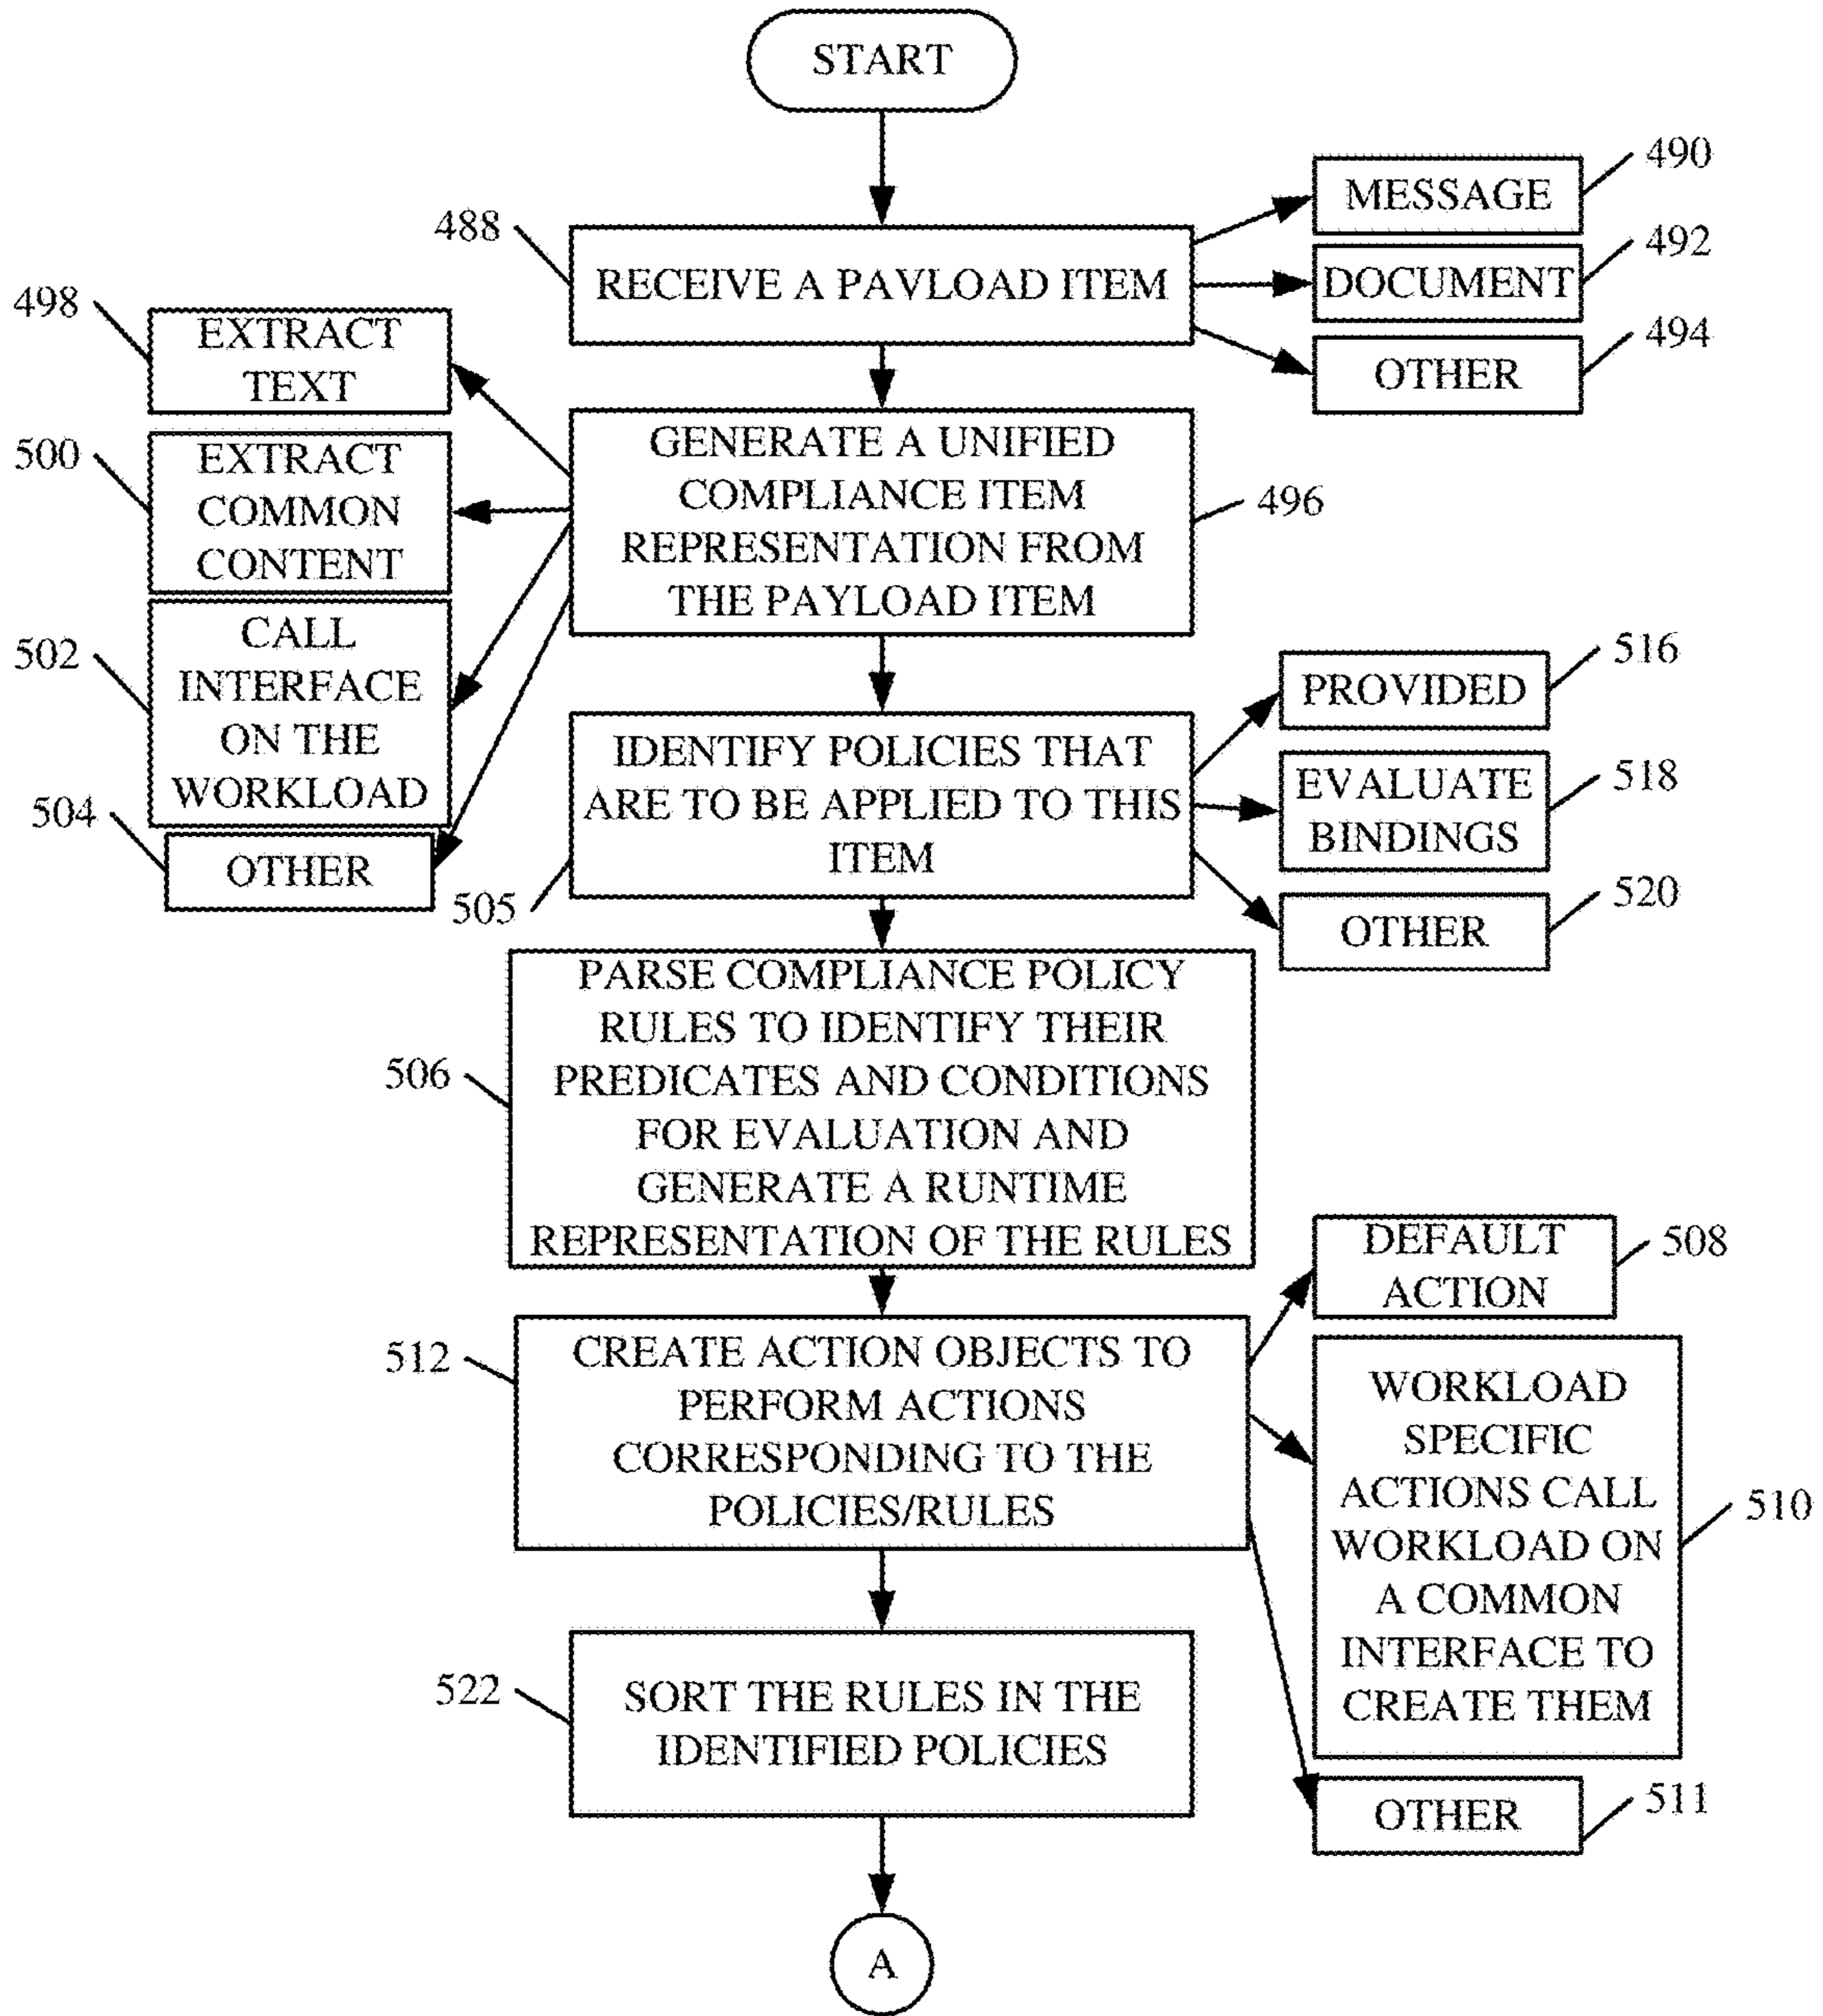 START
488
RECEIVE A PAVLOAD ITEM
MESSAGE
490
DOCUMENT
492
OTHER
494
498
EXTRACT
TEXT
500
EXTRACT
COMMON
CONTENT
502
CALL
INTERFACE
ON THE
WORKLOAD
504
OTHER
GENERATE A UNIFIED
COMPLIANCE ITEM
REPRESENTATION FROM
THE PAYLOAD ITEM
496
IDENTIFY POLICIES THAT
ARE TO BE APPLIED TO THIS
ITEM
505
PROVIDED
516
EVALUATE
BINDINGS
518
OTHER
520
506
PARSE COMPLIANCE POLICY
RULES TO IDENTIFY THEIR
PREDICATES AND CONDITIONS
FOR EVALUATION AND
GENERATE A RUNTIME
REPRESENTATION OF THE RULES
512
CREATE ACTION OBJECTS TO
PERFORM ACTIONS
CORRESPONDING TO THE
POLICIES/RULES
DEFAULT
ACTION
508
WORKLOAD
SPECIFIC
ACTIONS CALL
WORKLOAD ON
A COMMON
INTERFACE TO
CREATE THEM
510
OTHER
511
522
SORT THE RULES IN THE
IDENTIFIED POLICIES
A